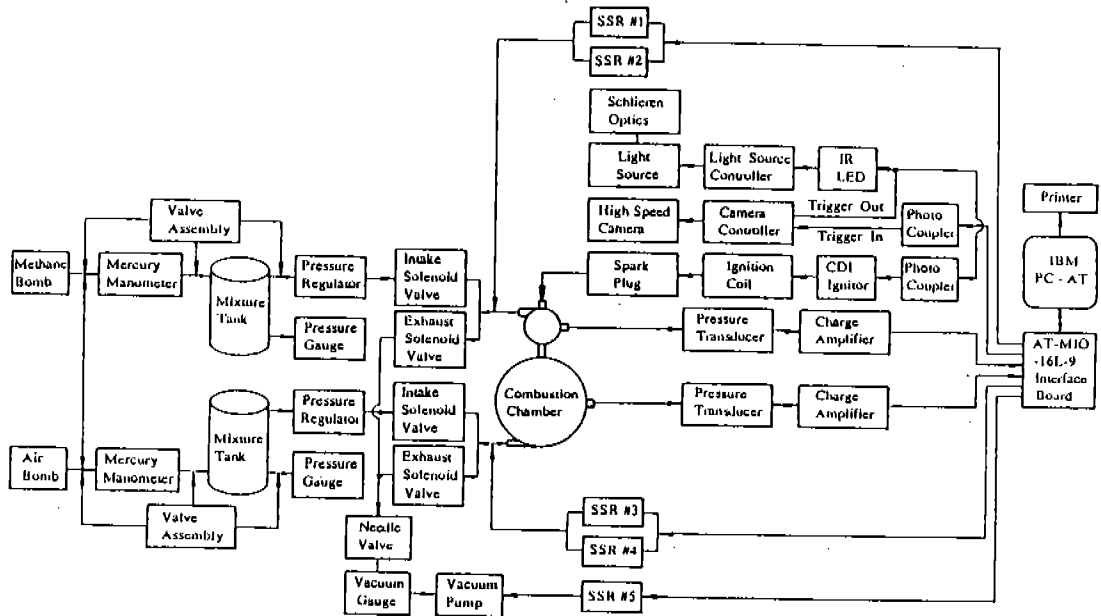 SSR #1
SSR #2
Schlieren
Optics
Light
Source
Light Source
Controller
IR
LED
Trigger Out
High Speed
Camera
Camera
Controller
Trigger In
Photo
Coupler
Printer
Valve
Assembly
Methane
Bomb
Mercury
Manometer
Mixture
Tank
Pressure
Regulator
Intake
Solenoid
Valve
Spark
Plug
Ignition
Coil
CDI
Ignitor
Photo
Coupler
IBM
PC - AT
Pressure
Gauge
Exhaust
Solenoid
Valve
Pressure
Transducer
Charge
Amplifier
AT-MIO
-16L-9
Interface
Board
Combustion
Chamber
Pressure
Transducer
Charge
Amplifier
Mixture
Tank
Pressure
Regulator
Intake
Solenoid
Valve
Air
Bomb
Mercury
Manometer
Pressure
Gauge
Exhaust
Solenoid
Valve
Valve
Assembly
Needle
Valve
SSR #3
SSR #4
Vacuum
Gauge
Vacuum
Pump
SSR #5